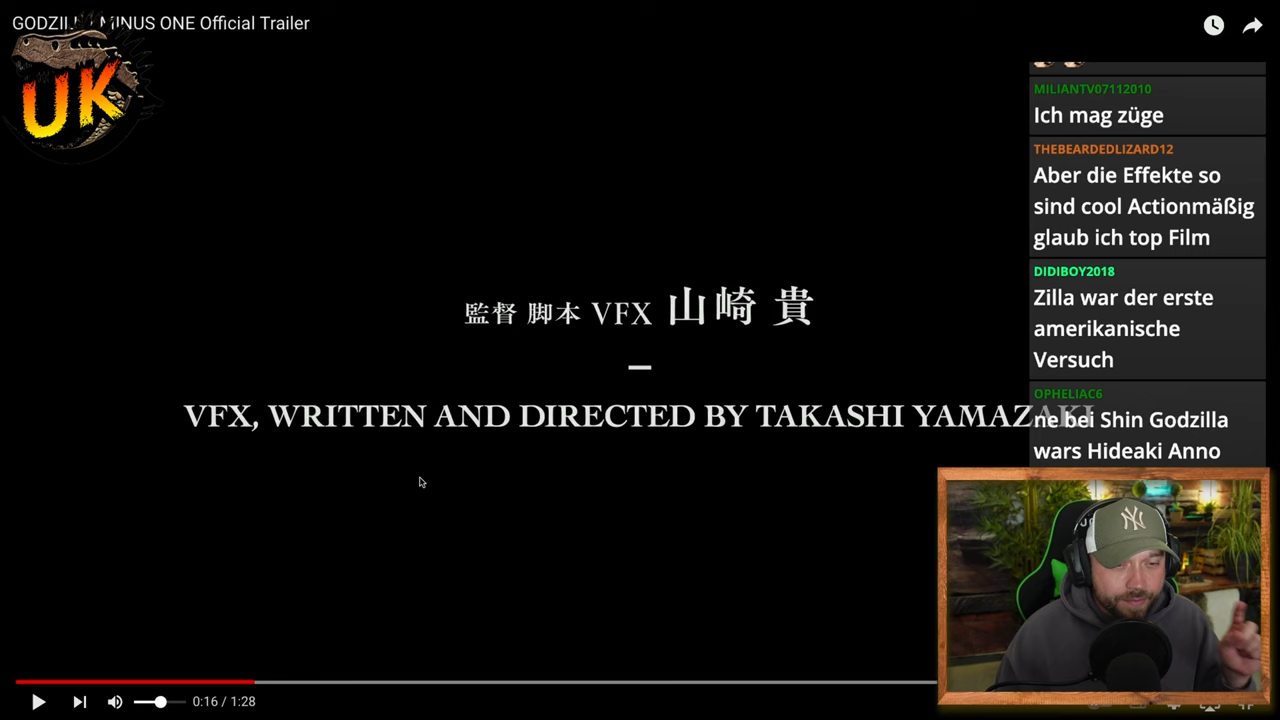 GODZILLA MINUS ONE Official Trailer
UK
MILIANTV07112010
Ich mag züge
THEBEARDEDLIZARD12
Aber die Effekte so
sind cool Actionmäßig
glaub ich top Film
DIDIBOY2018
Zilla war der erste
amerikanische
Versuch
OPHELIAC6
ne bei Shin Godzilla
wars Hideaki Anno
監督 脚本 VFX 山崎 貴
VFX, WRITTEN AND DIRECTED BY TAKASHI YAMAZAKI
NY
0:16 / 1:28